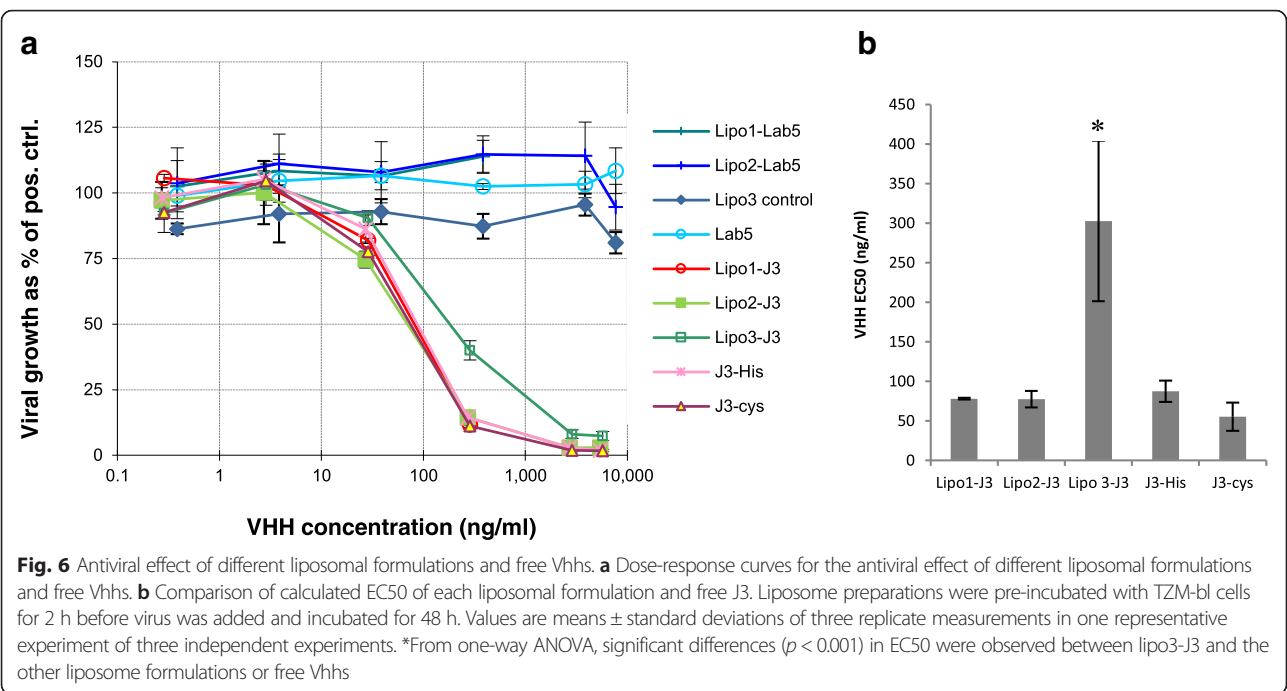 a
b
150
125
100
75
50
25
0
0.1 1 10 100 1,000 10,000
Viral growth as % of pos. ctrl.
VHH concentration (ng/ml)
Lipo1-Lab5
Lipo2-Lab5
Lipo3 control
Lab5
Lipo1-J3
Lipo2-J3
Lipo3-J3
J3-His
J3-cys
450
400
350
300
250
200
150
100
50
0
VHH EC50 (ng/ml)
*
Lipo1-J3 Lipo2-J3 Lipo 3-J3 J3-His J3-cys
Fig. 6 Antiviral effect of different liposomal formulations and free Vhhs. a Dose-response curves for the antiviral effect of different liposomal formulations
and free Vhhs. b Comparison of calculated EC50 of each liposomal formulation and free J3. Liposome preparations were pre-incubated with TZM-bl cells
for 2 h before virus was added and incubated for 48 h. Values are means ± standard deviations of three replicate measurements in one representative
experiment of three independent experiments. *From one-way ANOVA, significant differences (p < 0.001) in EC50 were observed between lipo3-J3 and the
other liposome formulations or free Vhhs